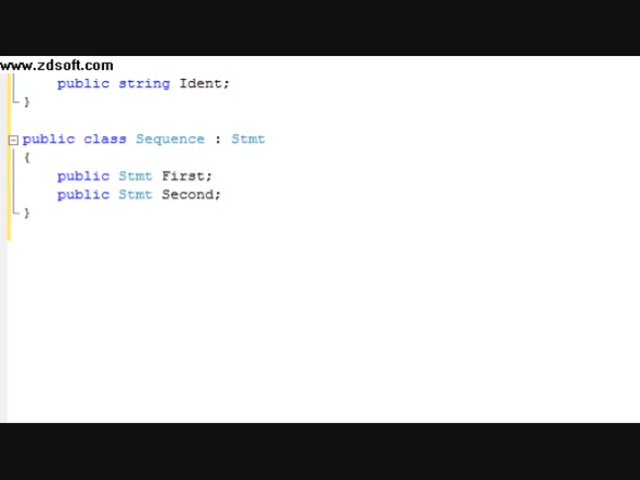 www.zdsoft.com
public string Ident;
}
public class Sequence : Stmt
{
public Stmt First;
public Stmt Second;
}